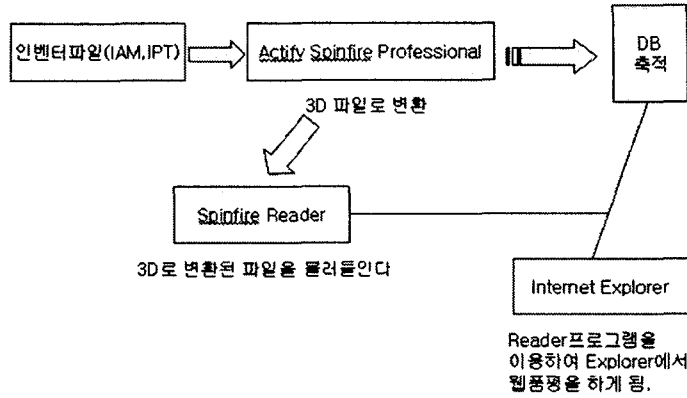 인벤터파일(IAM,IPT)
Actify Spinfire Professional
DB
축적
3D 파일로 변환
Spinfire Reader
3D로 변환된 파일을 불러들인다
Internet Explorer
Reader프로그램을
이용하여 Explorer에서
웹품평을 하게 됨.